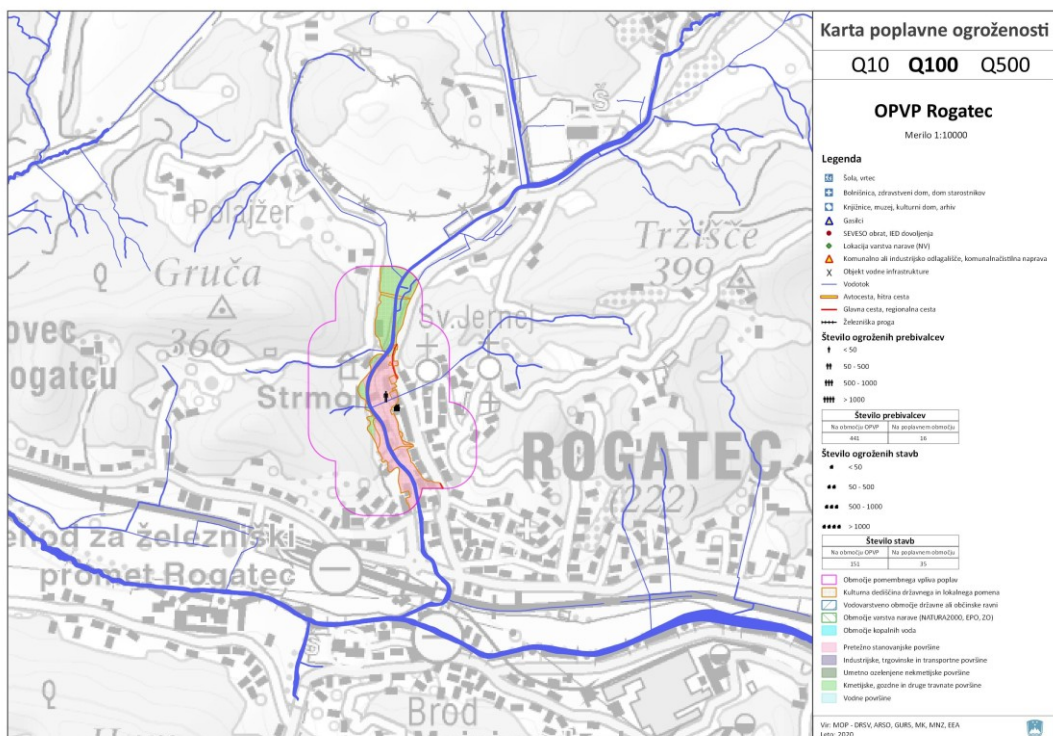 Karta poplavne ogroženosti
Q10 Q100 Q500
OPVP Rogatec
Merilo 1:10000
Legenda
Šola, vrtec
Bolnišnica, zdravstveni dom, dom starostnikov
Knjižnice, muzej, kulturni dom, arhiv
Gasilci
SEVESO obrat, IED dovoljenja
Lokacija varstva narave (NV)
Komunalno ali industrijsko odlagališče, komunalnačistilna naprava
Objekt vodne infrastrukture
Vodotok
Avtocesta, hitra cesta
Glavna cesta, regionalna cesta
Železniška proga
Število ogroženih prebivalcev
< 50
50 - 500
500 - 1000
> 1000
Število prebivalcev
Na območju OPVP Na poplavnem območju
441 16
Število ogroženih stavb
< 50
50 - 500
500 - 1000
> 1000
Število stavb
Na območju OPVP Na poplavnem območju
151 35
Območje pomembnega vpliva poplav
Kulturna dediščina državnega in lokalnega pomena
Vodovarstveno območje državne ali občinske ravni
Območje varstva narave (NATURA2000, EPO, ZO)
Območje kopalnih voda
Pretežno stanovanjske površine
Industrijske, trgovinske in transportne površine
Umetno ozelenjene nekmetijske površine
Kmetijske, gozdne in druge travnate površine
Vodne površine
Vir: MOP - DRSV, ARSO, GURS, MK, MNZ, EEA
Leto: 2020
Polajžer
Gruča
366
Tržišče
399
Sv.Jernej
ovec
ogatcu
Strmol
ROGATEC
(222)
ehod za železniški
promet Rogatec
Brod